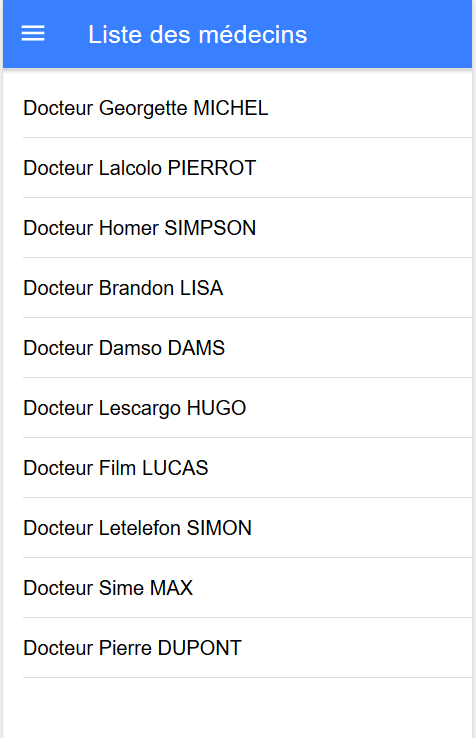 Liste des médecins
Docteur Georgette MICHEL
Docteur Lalcolo PIERROT
Docteur Homer SIMPSON
Docteur Brandon LISA
Docteur Damso DAMS
Docteur Lescargo HUGO
Docteur Film LUCAS
Docteur Letelefon SIMON
Docteur Sime MAX
Docteur Pierre DUPONT